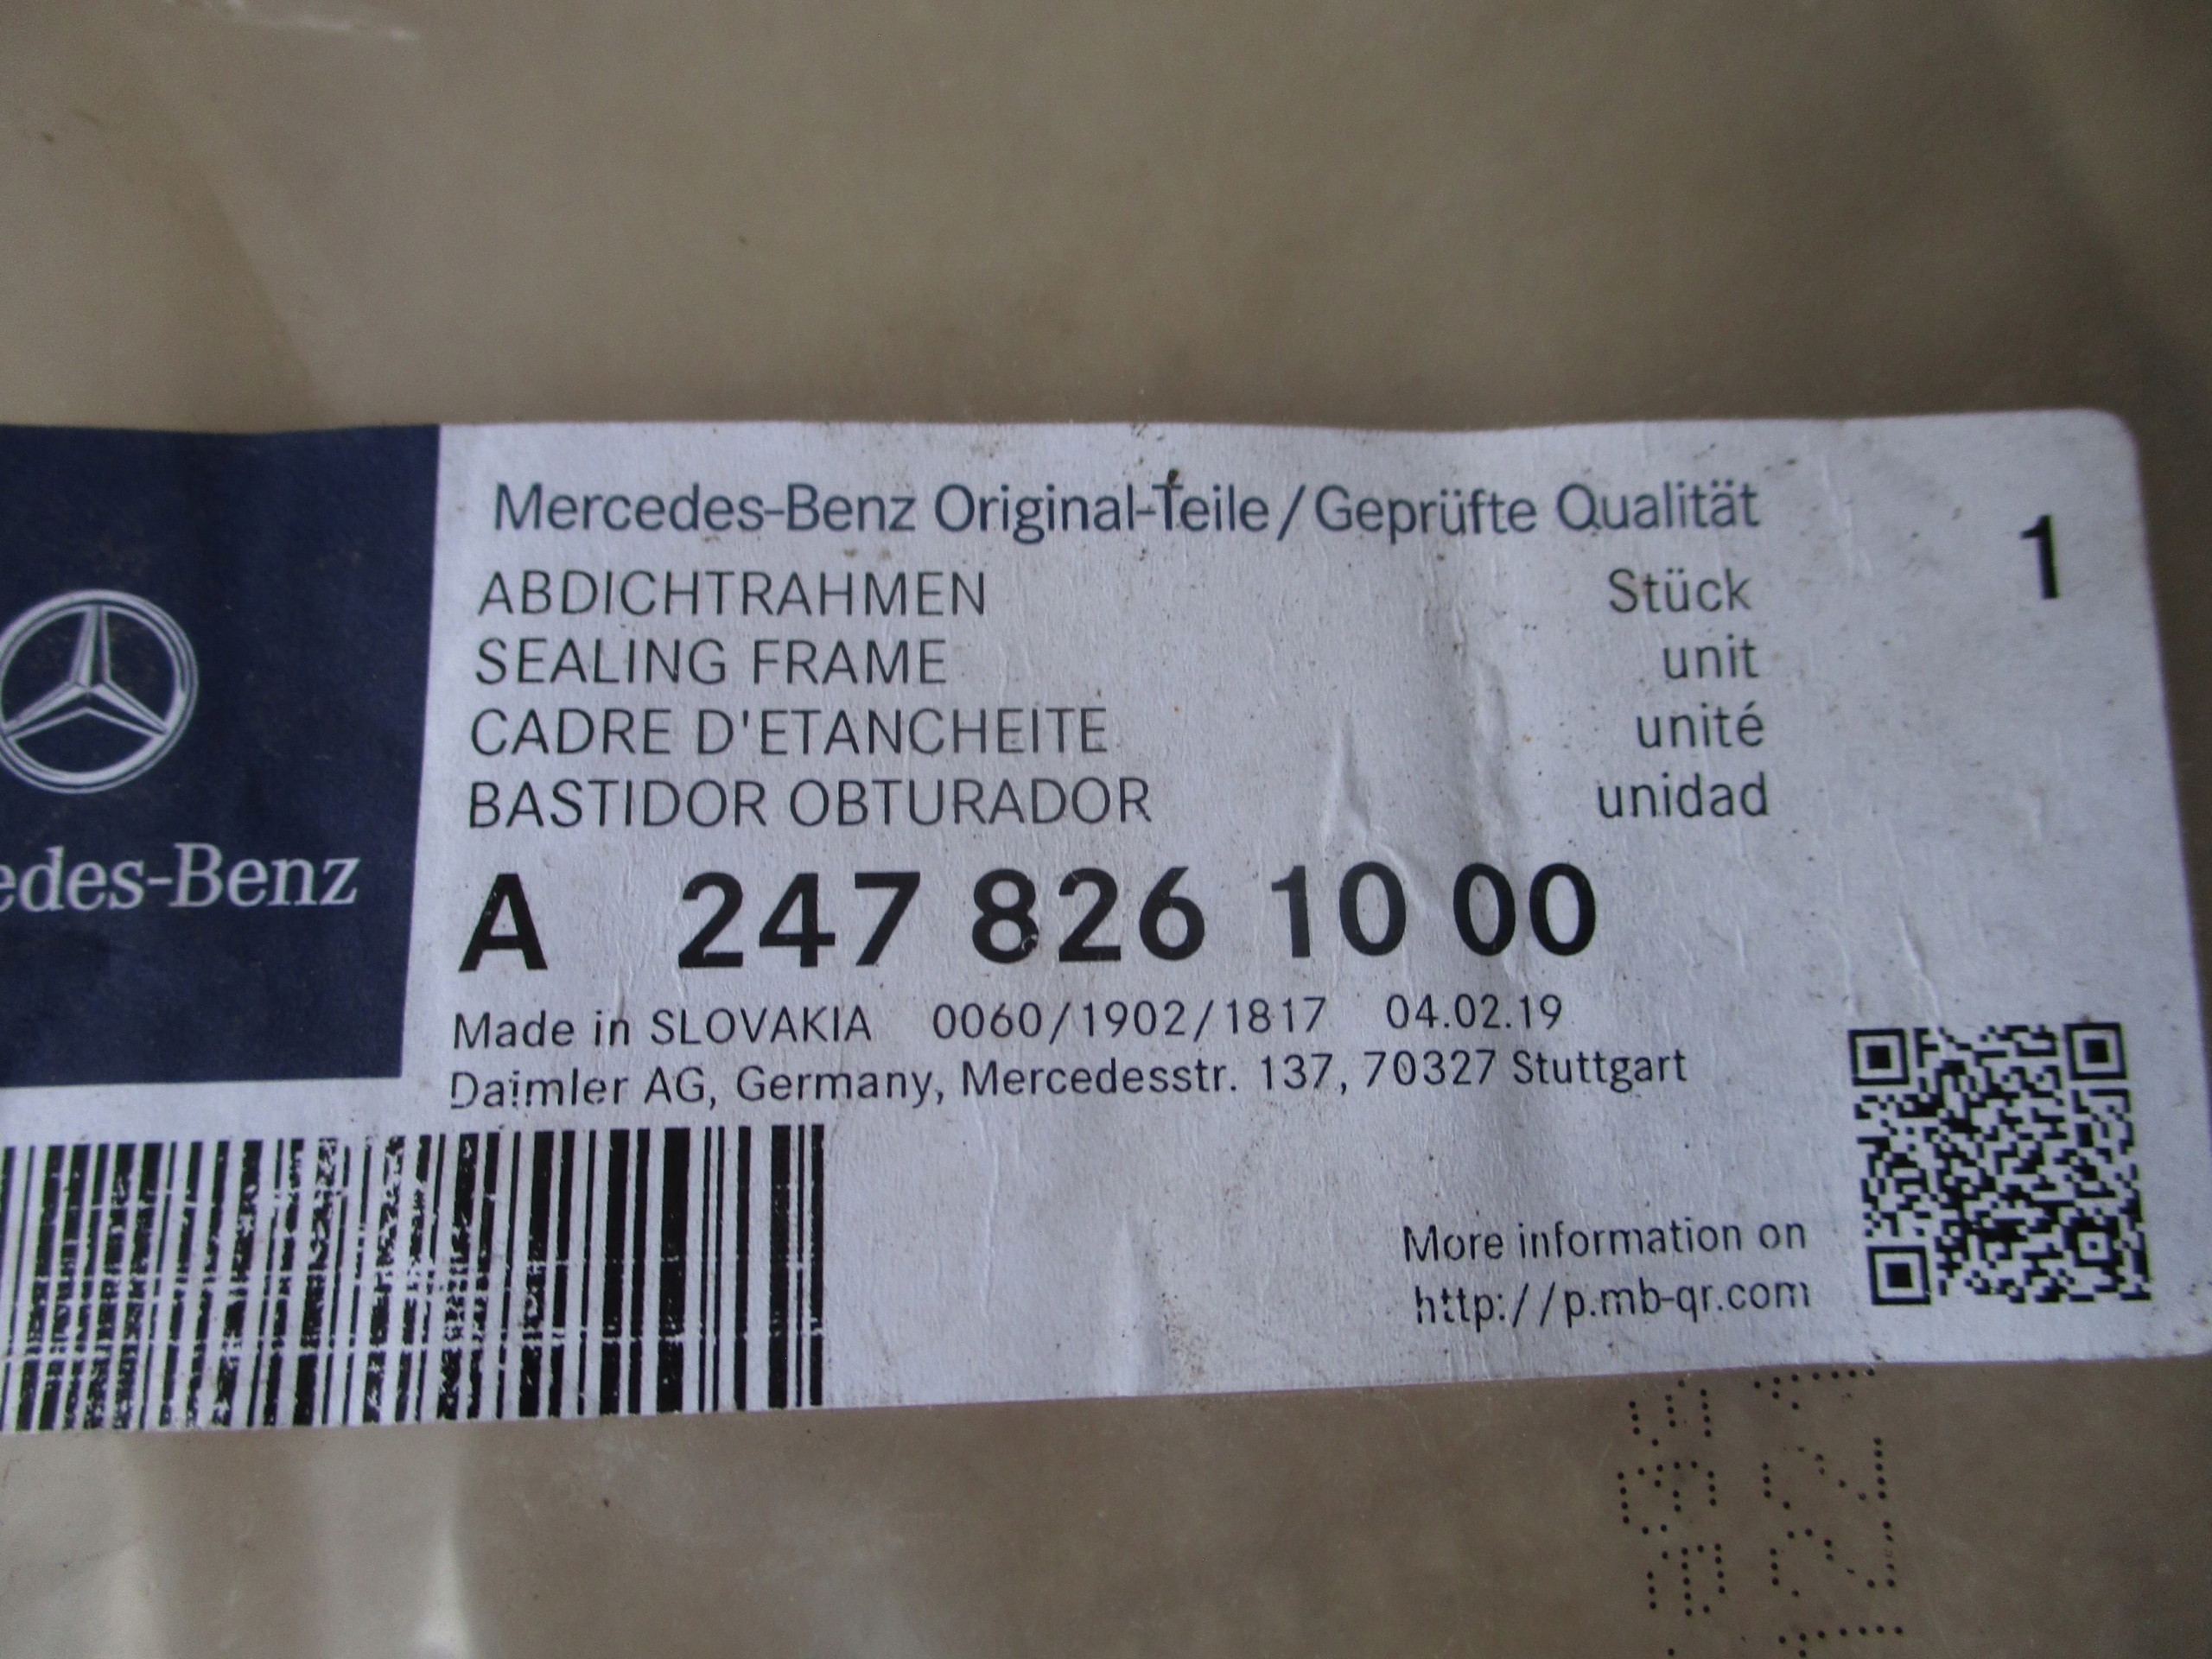 Mercedes-Benz Original-Teile/Geprüfte Qualität
ABDICHTRAHMEN Stück 1
SEALING FRAME unit
CADRE D'ETANCHEITE unité
BASTIDOR OBTURADOR unidad
A 247 826 10 00
edes-Benz
Made in SLOVAKIA 0060/1902/1817 04.02.19
Daimler AG, Germany, Mercedesstr. 137, 70327 Stuttgart
More information on
http://p.mb-qr.com